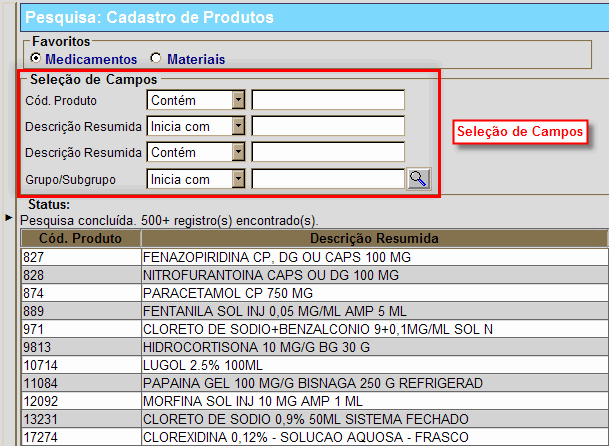 Pesquisa: Cadastro de Produtos
Favoritos
Medicamentos Materiais
Seleção de Campos
Cód. Produto Contém
Descrição Resumida Inicia com
Seleção de Campos
Descrição Resumida Contém
Grupo/Subgrupo Inicia com
Status:
Pesquisa concluída. 500+ registro(s) encontrado(s).
Cód. Produto Descrição Resumida
827 FENAZOPIRIDINA CP, DG OU CAPS 100 MG
828 NITROFURANTOINA CAPS OU DG 100 MG
874 PARACETAMOL CP 750 MG
889 FENTANILA SOL INJ 0,05 MG/ML AMP 5 ML
971 CLORETO DE SODIO+BENZALCONIO 9+0,1MG/ML SOL N
9813 HIDROCORTISONA 10 MG/G BG 30 G
10714 LUGOL 2.5% 100ML
11084 PAPAINA GEL 100 MG/G BISNAGA 250 G REFRIGERAD
12092 MORFINA SOL INJ 10 MG AMP 1 ML
13231 CLORETO DE SODIO 0,9% 50ML SISTEMA FECHADO
17274 CLOREXIDINA 0,12% - SOLUCAO AQUOSA - FRASCO